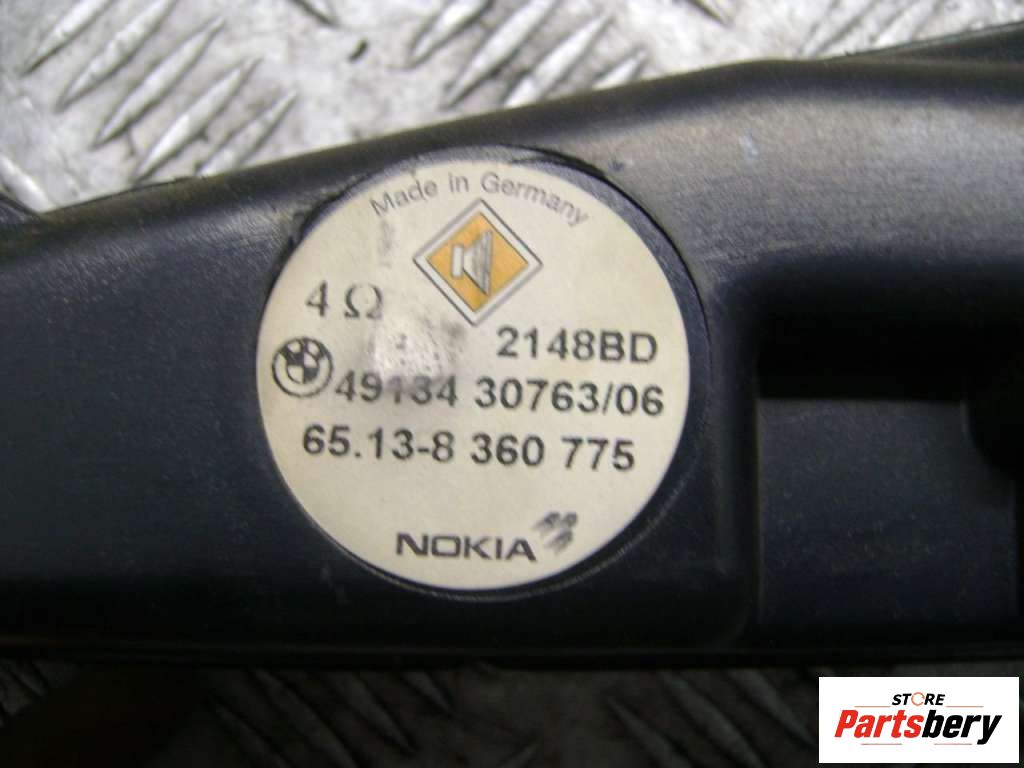 Made in Germany
4 Ω
2148BD
49134 30763/06
65.13-8 360 775
NOKIA
STORE
Partsbery